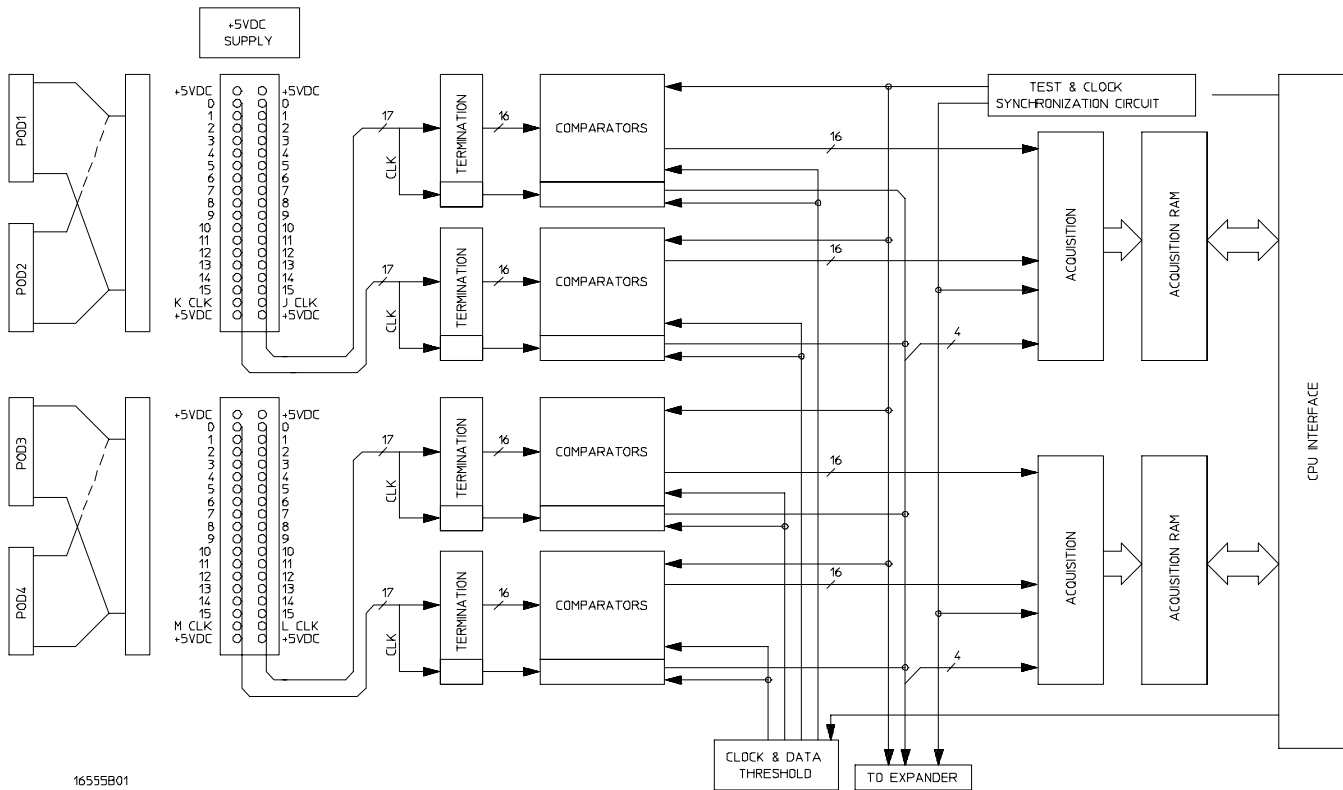 +5VDC
SUPPLY
POD1
POD2
+5VDC +5VDC
0 0
1 1
2 2
3 3
4 4
5 5
6 6
7 7
8 8
9 9
10 10
11 11
12 12
13 13
14 14
15 15
K CLK J CLK
+5VDC +5VDC
17
CLK
TERMINATION
16
COMPARATORS
17
CLK
TERMINATION
16
COMPARATORS
TEST & CLOCK
SYNCHRONIZATION CIRCUIT
16
16
4
ACQUISITION
ACQUISITION RAM
CPU INTERFACE
POD3
POD4
+5VDC +5VDC
0 0
1 1
2 2
3 3
4 4
5 5
6 6
7 7
8 8
9 9
10 10
11 11
12 12
13 13
14 14
15 15
M CLK L CLK
+5VDC +5VDC
17
CLK
TERMINATION
16
COMPARATORS
17
CLK
TERMINATION
16
COMPARATORS
16
16
4
ACQUISITION
ACQUISITION RAM
CLOCK & DATA
THRESHOLD
TO EXPANDER
16555B01